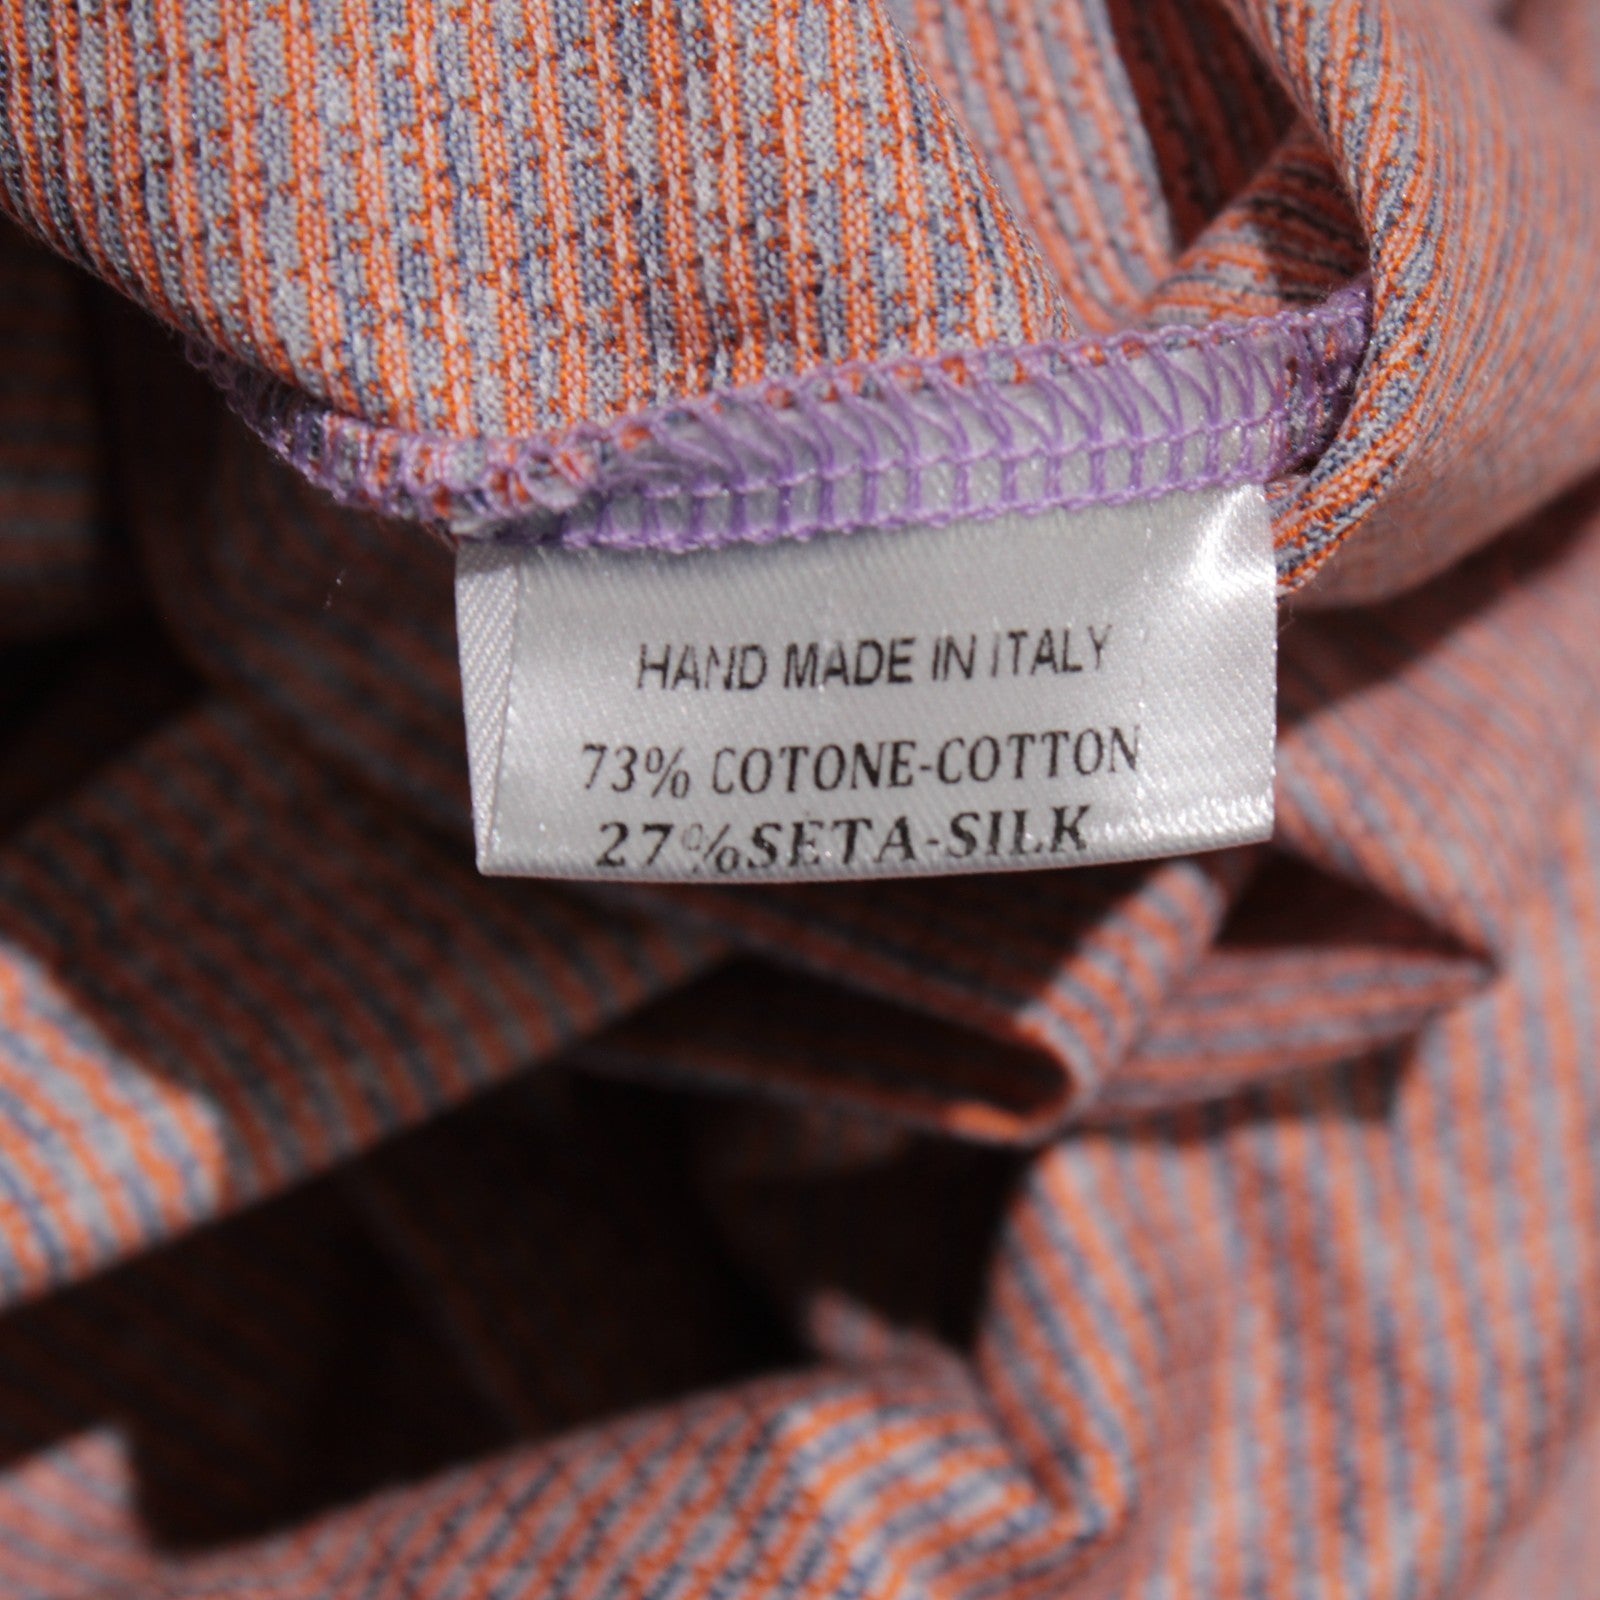 HAND MADE IN ITALY
73% COTONE-COTTON
27%SETA-SILK